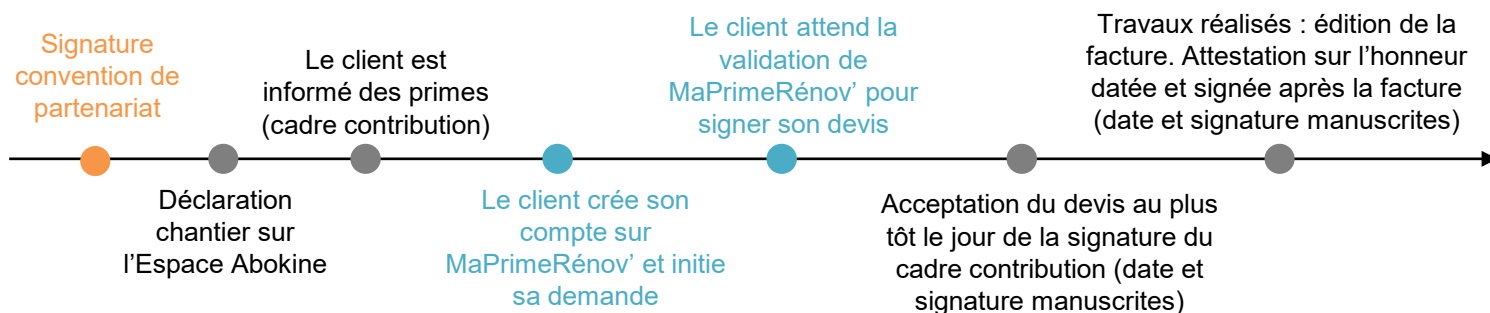 Signature
convention de
partenariat
Déclaration
chantier sur
l’Espace Abokine
Le client est
informé des primes
(cadre contribution)
Le client crée son
compte sur
MaPrimeRénov’ et initie
sa demande
Le client attend la
validation de
MaPrimeRénov’ pour
signer son devis
Acceptation du devis au plus
tôt le jour de la signature du
cadre contribution (date et
signature manuscrites)
Travaux réalisés : édition de la
facture. Attestation sur l’honneur
datée et signée après la facture
(date et signature manuscrites)